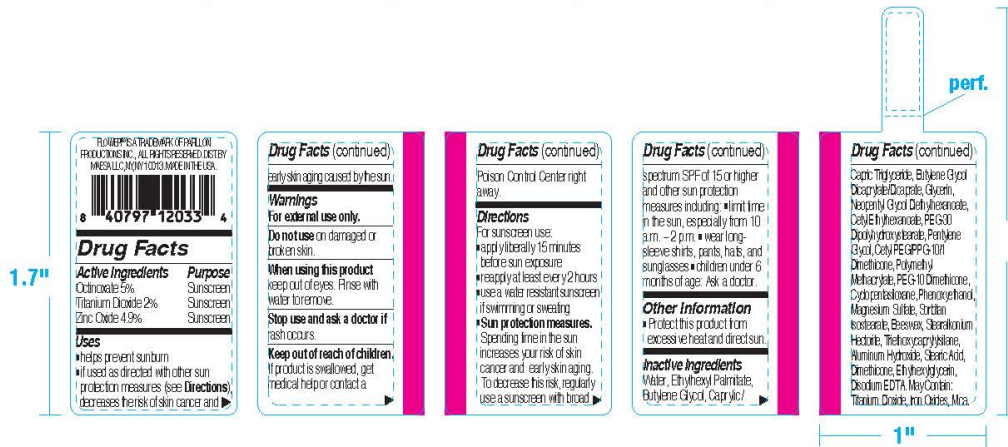 FLOWER® IS A TRADEMARK OF PAPILLON
PRODUCTIONS INC., ALL RIGHTS RESERVED. DIST. BY
MAESA LLC, NY, NY 10013. MADE IN THE USA.
8 40797 12033 4
Drug Facts
Active Ingredients Purpose
Octinoxate 5% Sunscreen
Titanium Dioxide 2% Sunscreen
Zinc Oxide 4.9% Sunscreen
Uses
▪ helps prevent sunburn
▪ if used as directed with other sun
protection measures (see Directions),
decreases the risk of skin cancer and ▶
Drug Facts (continued)
early skin aging caused by the sun.
Warnings
For external use only.
Do not use on damaged or
broken skin.
When using this product
keep out of eyes. Rinse with
water to remove.
Stop use and ask a doctor if
rash occurs.
Keep out of reach of children.
If product is swallowed, get
medical help or contact a ▶
Drug Facts (continued)
Poison Control Center right
away.
Directions
For sunscreen use:
▪ apply liberally 15 minutes
before sun exposure
▪ reapply at least every 2 hours
▪ use a water resistant sunscreen
if swimming or sweating
▪ Sun protection measures.
Spending time in the sun
increases your risk of skin
cancer and early skin aging.
To decrease this risk, regularly
use a sunscreen with broad ▶
Drug Facts (continued)
spectrum SPF of 15 or higher
and other sun protection
measures including: ▪ limit time
in the sun, especially from 10
a.m. – 2 p.m. ▪ wear long-
sleeve shirts, pants, hats, and
sunglasses ▪ children under 6
months of age: Ask a doctor.
Other Information
▪ Protect this product from
excessive heat and direct sun.
Inactive Ingredients
Water, Ethylhexyl Palmitate,
Butylene Glycol, Caprylic/ ▶
Drug Facts (continued)
Capric Triglyceride, Butylene Glycol
Dicaprylate/Dicaprate, Glycerin,
Neopentyl Glycol Diethylhexanoate,
Cetyl Ethylhexanoate, PEG-30
Dipolyhydroxystearate, Pentylene
Glycol, Cetyl PEG/PPG-10/1
Dimethicone, Polymethyl
Methacrylate, PEG-10 Dimethicone,
Cyclopentasiloxane, Phenoxyethanol,
Magnesium Sulfate, Sorbitan
Isostearate, Beeswax, Stearalkonium
Hectorite, Triethoxycaprylylsilane,
Aluminum Hydroxide, Stearic Acid,
Dimethicone, Ethylhexylglycerin,
Disodium EDTA. May Contain:
Titanium Dioxide, Iron Oxides, Mica.
perf.
1.7"
1"